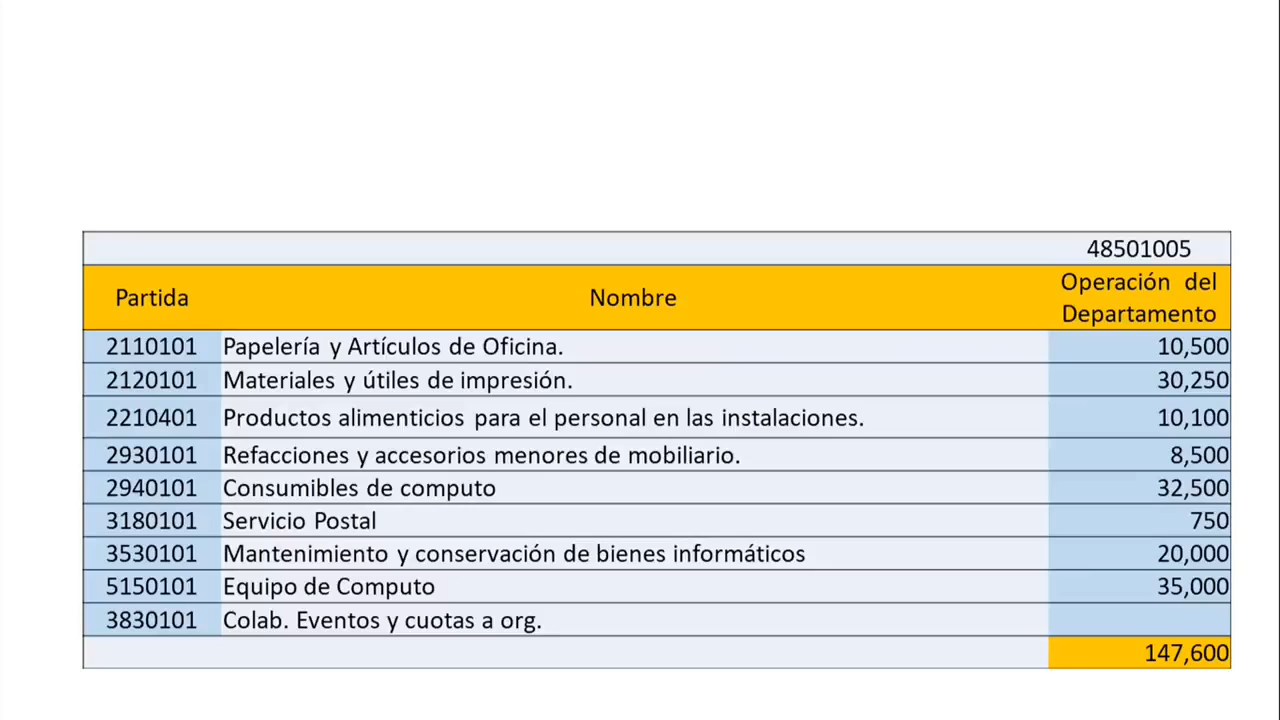 48501005
Partida Nombre Operación del
Departamento
2110101 Papelería y Artículos de Oficina. 10,500
2120101 Materiales y útiles de impresión. 30,250
2210401 Productos alimenticios para el personal en las instalaciones. 10,100
2930101 Refacciones y accesorios menores de mobiliario. 8,500
2940101 Consumibles de computo 32,500
3180101 Servicio Postal 750
3530101 Mantenimiento y conservación de bienes informáticos 20,000
5150101 Equipo de Computo 35,000
3830101 Colab. Eventos y cuotas a org.
147,600